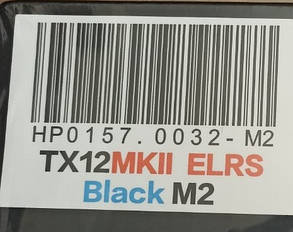 HP0157.0032-M2
TX12MKII ELRS
Black M2